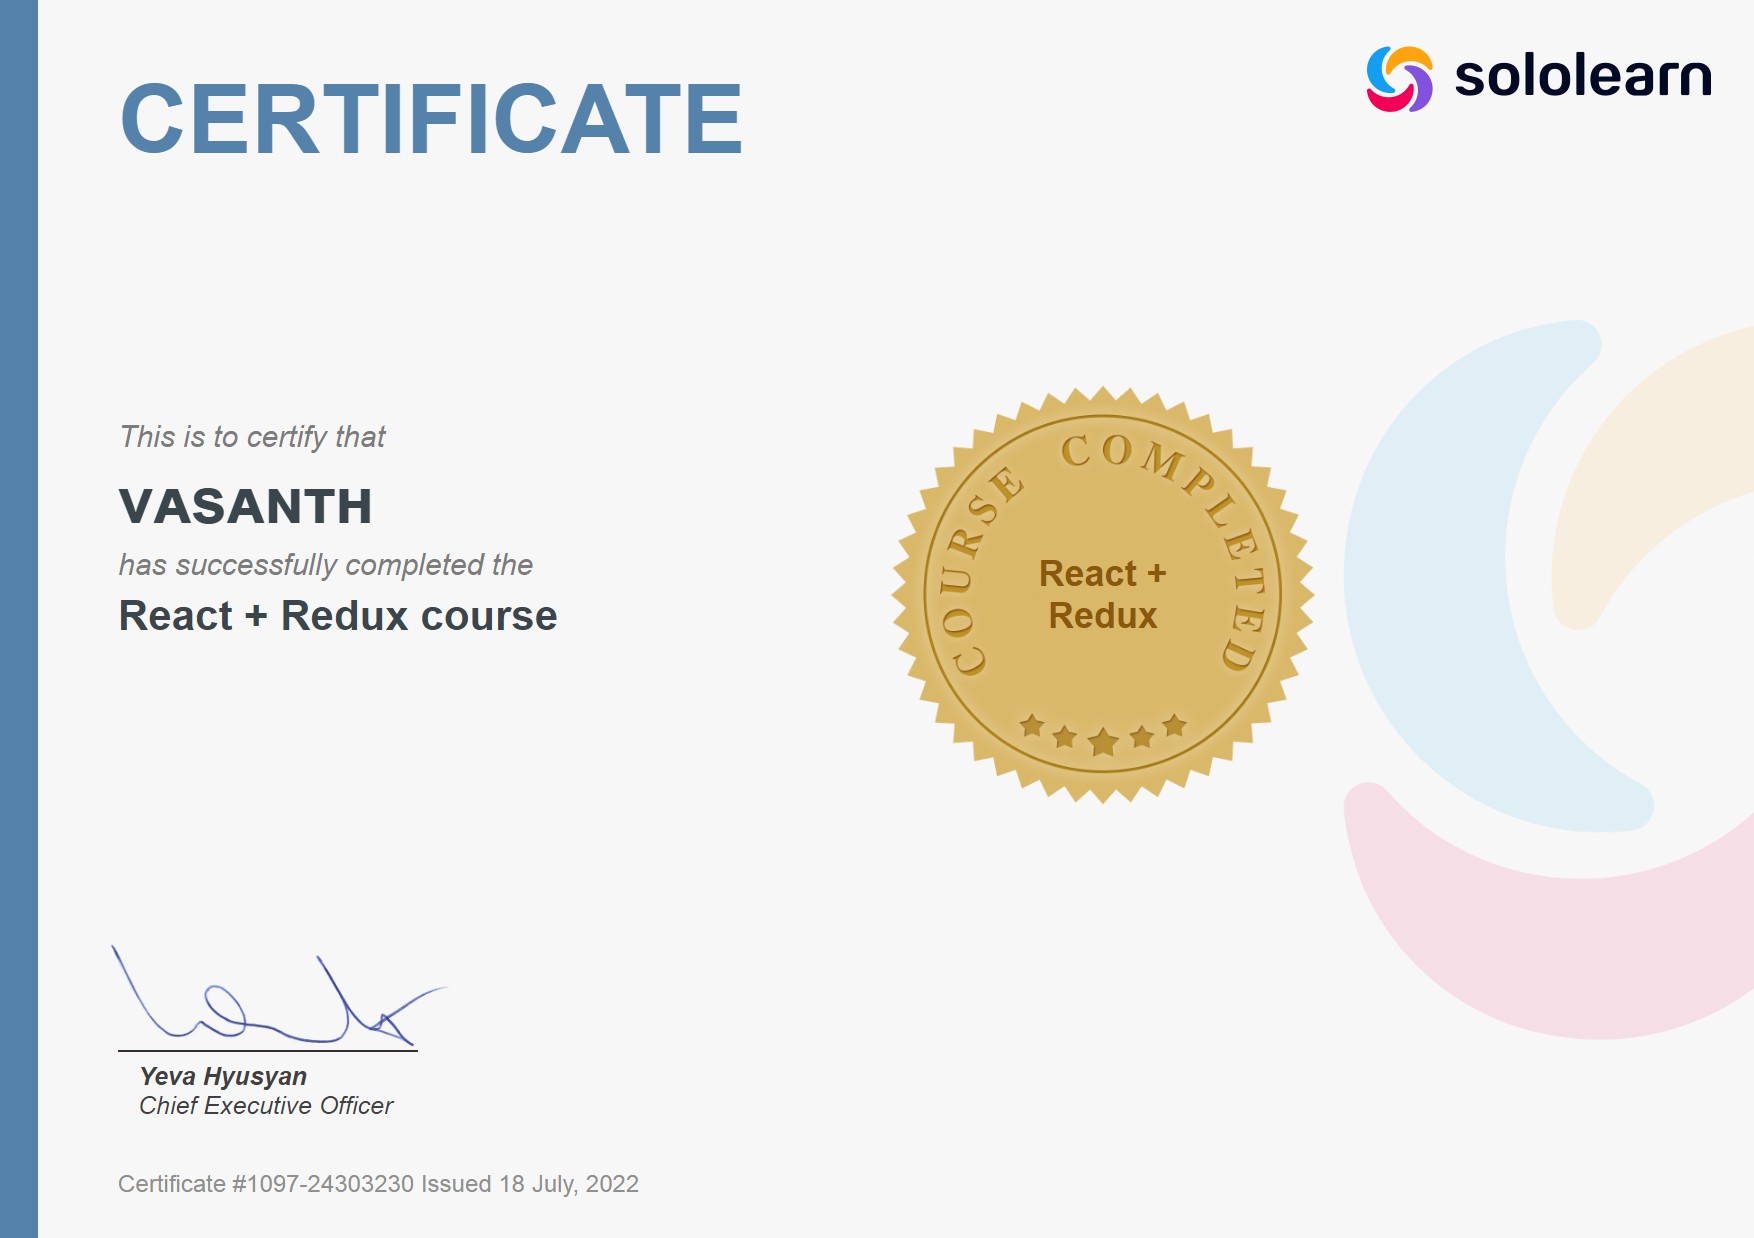 CERTIFICATE
sololearn
This is to certify that
VASANTH
has successfully completed the
React + Redux course
COURSE COMPLETED
React +
Redux
Yeva Hyusyan
Chief Executive Officer
Certificate #1097-24303230 Issued 18 July, 2022